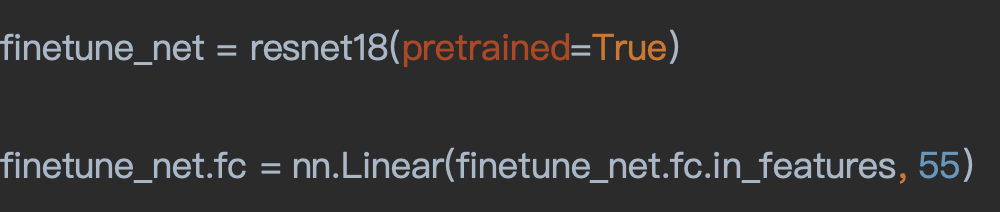 finetune_net = resnet18(pretrained=True)
finetune_net.fc = nn.Linear(finetune_net.fc.in_features, 55)